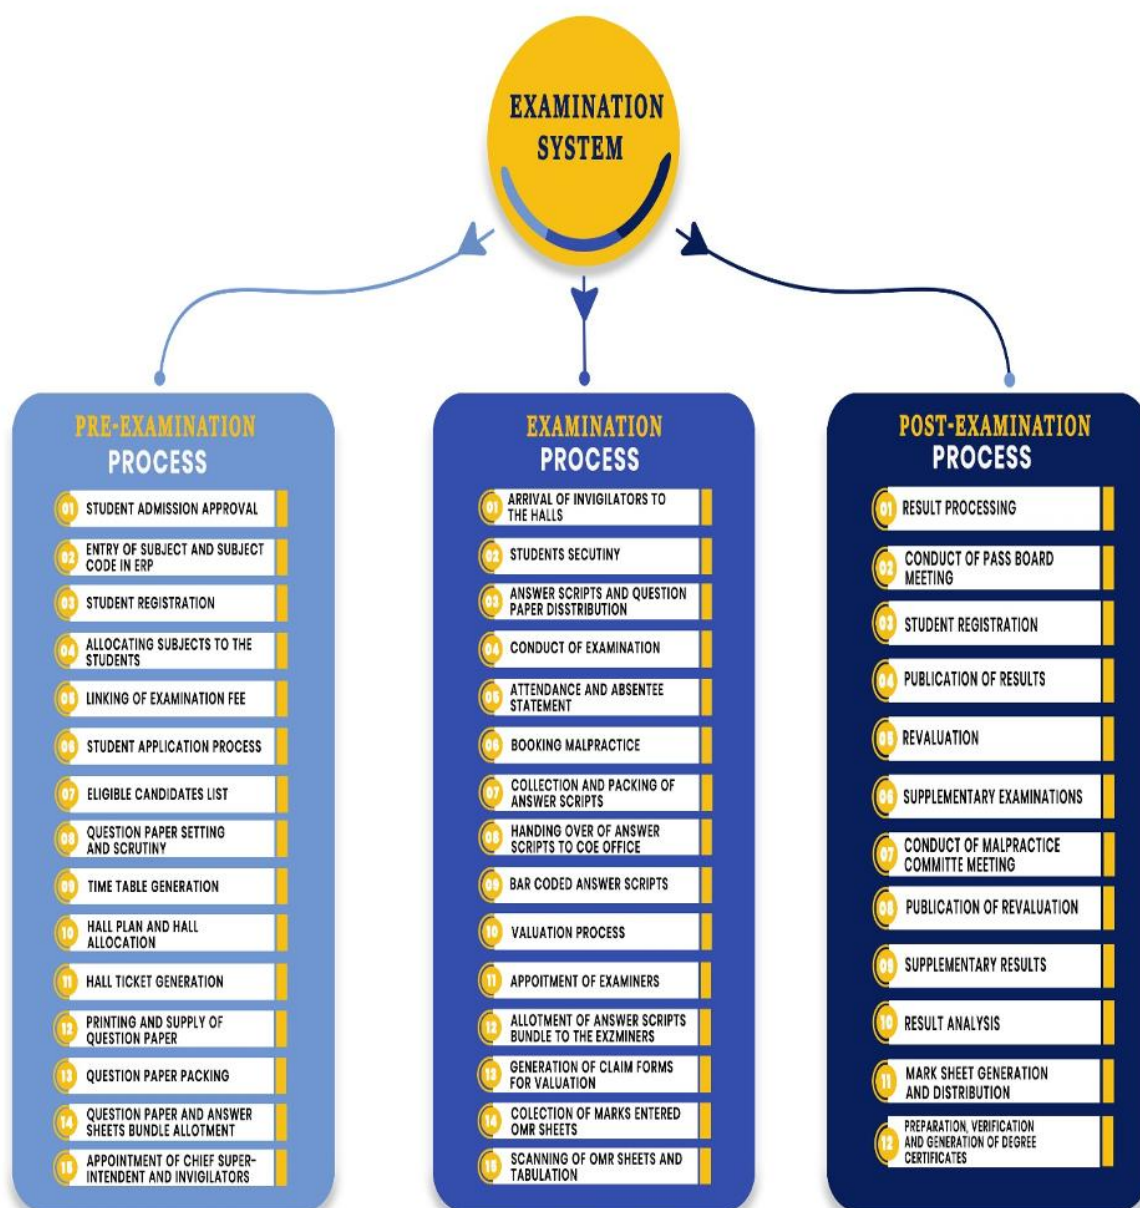 EXAMINATION
SYSTEM
PRE-EXAMINATION
PROCESS
01 STUDENT ADMISSION APPROVAL
02 ENTRY OF SUBJECT AND SUBJECT
CODE IN ERP
03 STUDENT REGISTRATION
04 ALLOCATING SUBJECTS TO THE
STUDENTS
05 LINKING OF EXAMINATION FEE
06 STUDENT APPLICATION PROCESS
07 ELIGIBLE CANDIDATES LIST
08 QUESTION PAPER SETTING
AND SCRUTINY
09 TIME TABLE GENERATION
10 HALL PLAN AND HALL
ALLOCATION
11 HALL TICKET GENERATION
12 PRINTING AND SUPPLY OF
QUESTION PAPER
13 QUESTION PAPER PACKING
14 QUESTION PAPER AND ANSWER
SHEETS BUNDLE ALLOTMENT
15 APPOINTMENT OF CHIEF SUPER-
INTENDENT AND INVIGILATORS
EXAMINATION
PROCESS
01 ARRIVAL OF INVIGILATORS TO
THE HALLS
02 STUDENTS SECUTINY
03 ANSWER SCRIPTS AND QUESTION
PAPER DISSTRIBUTION
04 CONDUCT OF EXAMINATION
05 ATTENDANCE AND ABSENTEE
STATEMENT
06 BOOKING MALPRACTICE
07 COLLECTION AND PACKING OF
ANSWER SCRIPTS
08 HANDING OVER OF ANSWER
SCRIPTS TO COE OFFICE
09 BAR CODED ANSWER SCRIPTS
10 VALUATION PROCESS
11 APPOITMENT OF EXAMINERS
12 ALLOTMENT OF ANSWER SCRIPTS
BUNDLE TO THE EXZMINERS
13 GENERATION OF CLAIM FORMS
FOR VALUATION
14 COLECTION OF MARKS ENTERED
OMR SHEETS
15 SCANNING OF OMR SHEETS AND
TABULATION
POST-EXAMINATION
PROCESS
01 RESULT PROCESSING
02 CONDUCT OF PASS BOARD
MEETING
03 STUDENT REGISTRATION
04 PUBLICATION OF RESULTS
05 REVALUATION
06 SUPPLEMENTARY EXAMINATIONS
07 CONDUCT OF MALPRACTICE
COMMITTE MEETING
08 PUBLICATION OF REVALUATION
09 SUPPLEMENTARY RESULTS
10 RESULT ANALYSIS
11 MARK SHEET GENERATION
AND DISTRIBUTION
12 PREPARATION, VERIFICATION
AND GENERATION OF DEGREE
CERTIFICATES